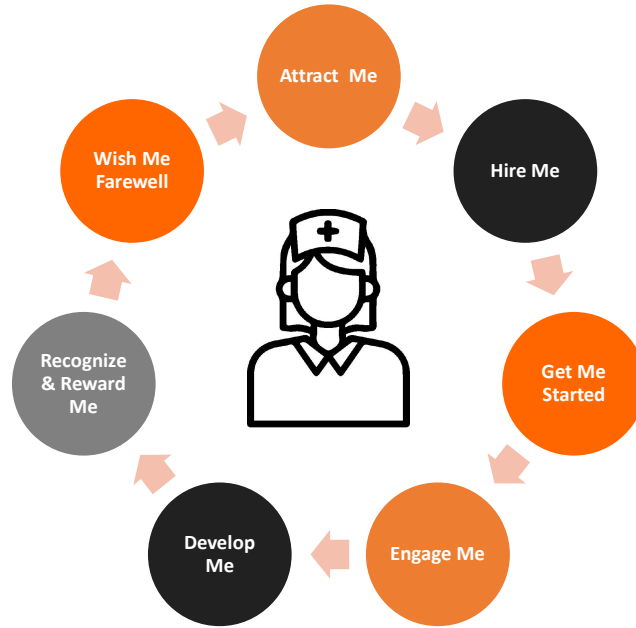 Attract Me
Hire Me
Get Me
Started
Engage Me
Develop
Me
Recognize
& Reward
Me
Wish Me
Farewell